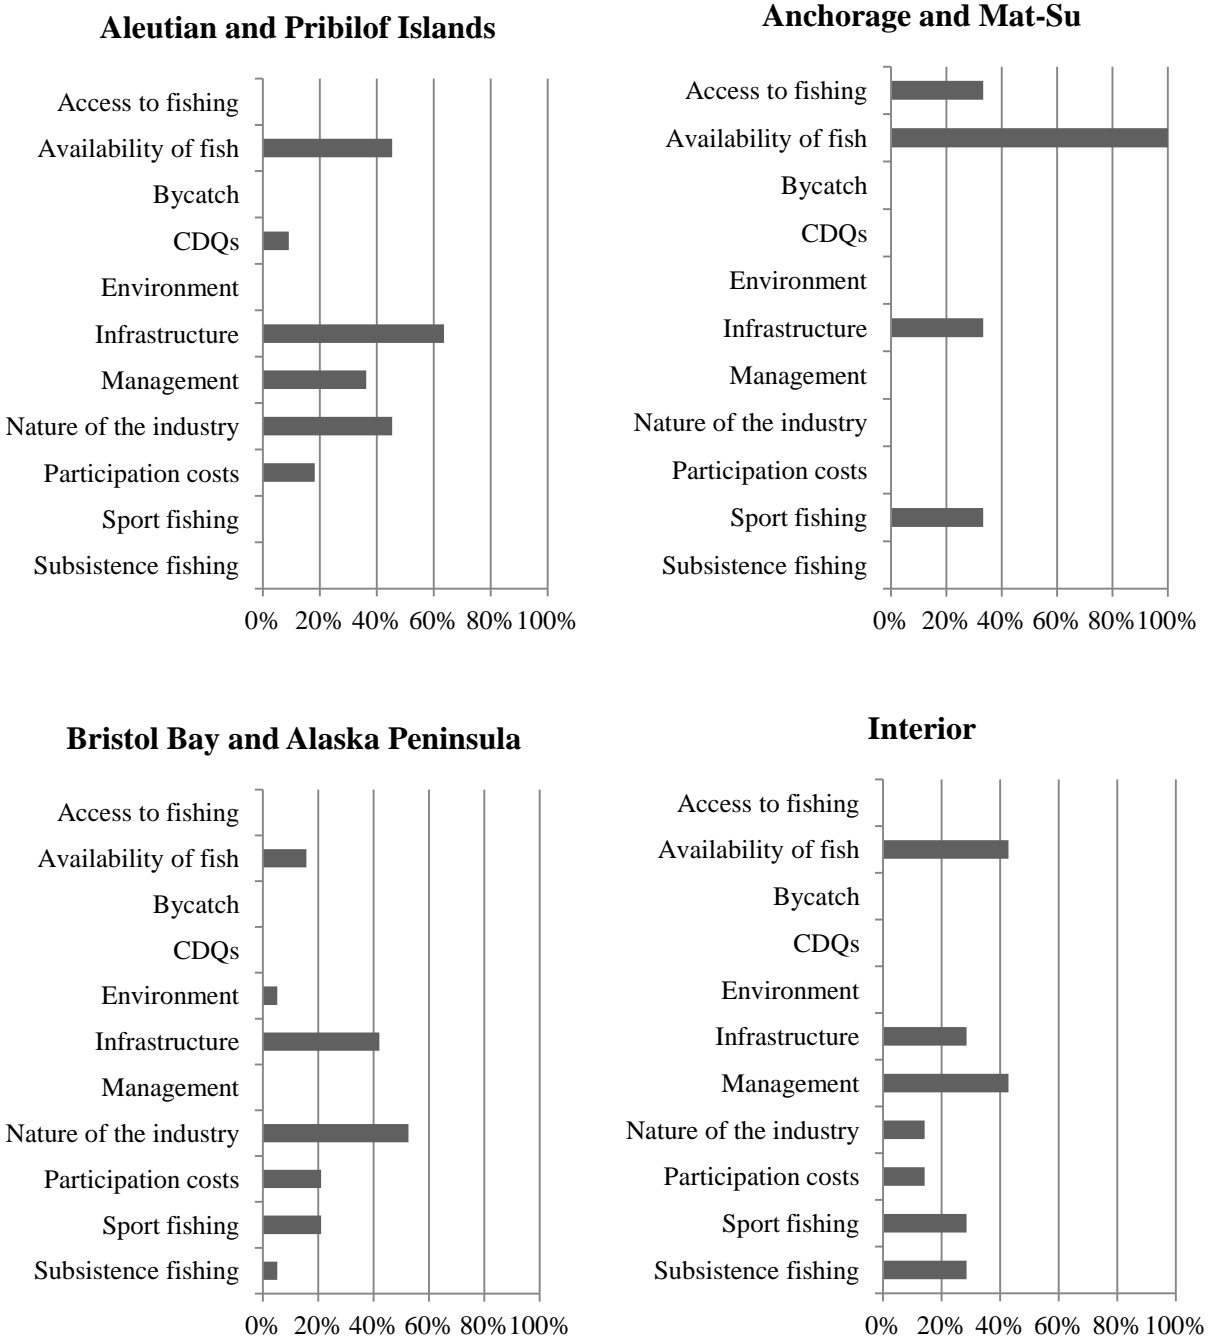 Aleutian and Pribilof Islands
Access to fishing
Availability of fish
Bycatch
CDQs
Environment
Infrastructure
Management
Nature of the industry
Participation costs
Sport fishing
Subsistence fishing
0% 20% 40% 60% 80% 100%
Anchorage and Mat-Su
Access to fishing
Availability of fish
Bycatch
CDQs
Environment
Infrastructure
Management
Nature of the industry
Participation costs
Sport fishing
Subsistence fishing
0% 20% 40% 60% 80% 100%
Bristol Bay and Alaska Peninsula
Access to fishing
Availability of fish
Bycatch
CDQs
Environment
Infrastructure
Management
Nature of the industry
Participation costs
Sport fishing
Subsistence fishing
0% 20% 40% 60% 80% 100%
Interior
Access to fishing
Availability of fish
Bycatch
CDQs
Environment
Infrastructure
Management
Nature of the industry
Participation costs
Sport fishing
Subsistence fishing
0% 20% 40% 60% 80% 100%